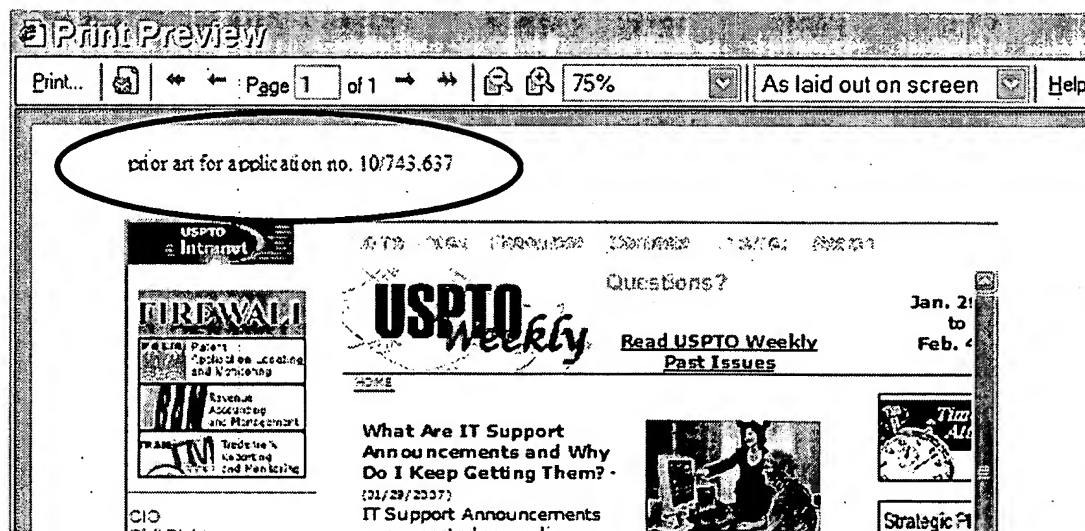 Print Preview
Print... Page 1 of 1 75% As laid out on screen Help
prior art for application no. 10/743,637
USPTO
Intranet
Questions?
FIREWALL
USPTO
Weekly
Jan. 2
to
Feb.
Read USPTO Weekly
Past Issues
Patent
Application Locating
and Monitoring
HOME
RAM
Revenue
Accounting
and Management
TRAM
TM
Trademark
Reporting
and Monitoring
What Are IT Support
Announcements and Why
Do I Keep Getting Them? -
(01/29/2007)
IT Support Announcements
CIO
Strategic